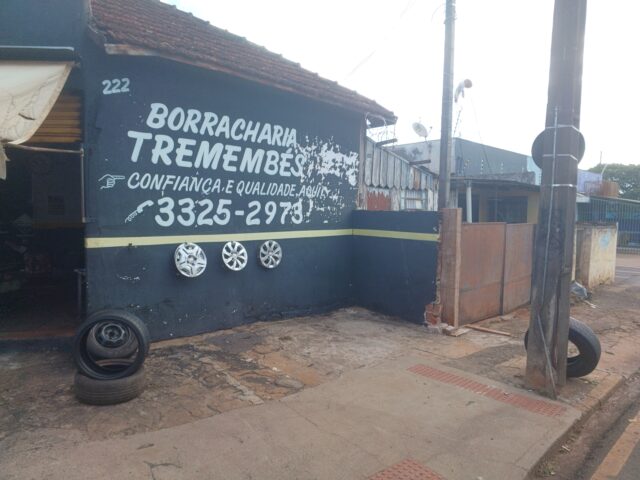 222
BORRACHARIA
TREMEMBÉS
CONFIANÇA E QUALIDADE AQUI
3325-2973